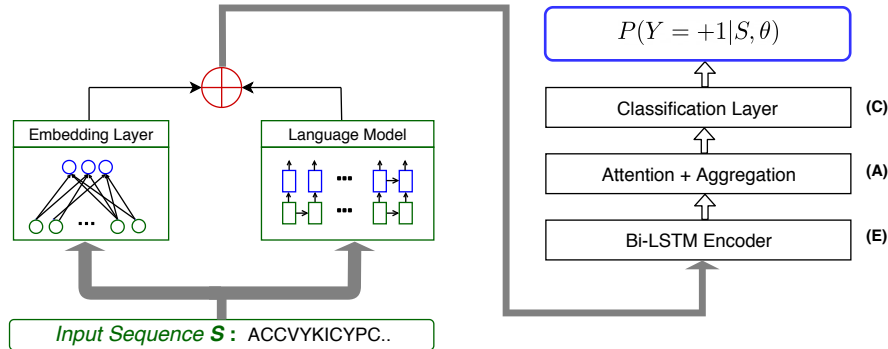 P(Y = +1|S, θ)
Classification Layer (C)
Embedding Layer
Language Model
Attention + Aggregation (A)
Bi-LSTM Encoder (E)
Input Sequence S : ACCVYKICYPC..